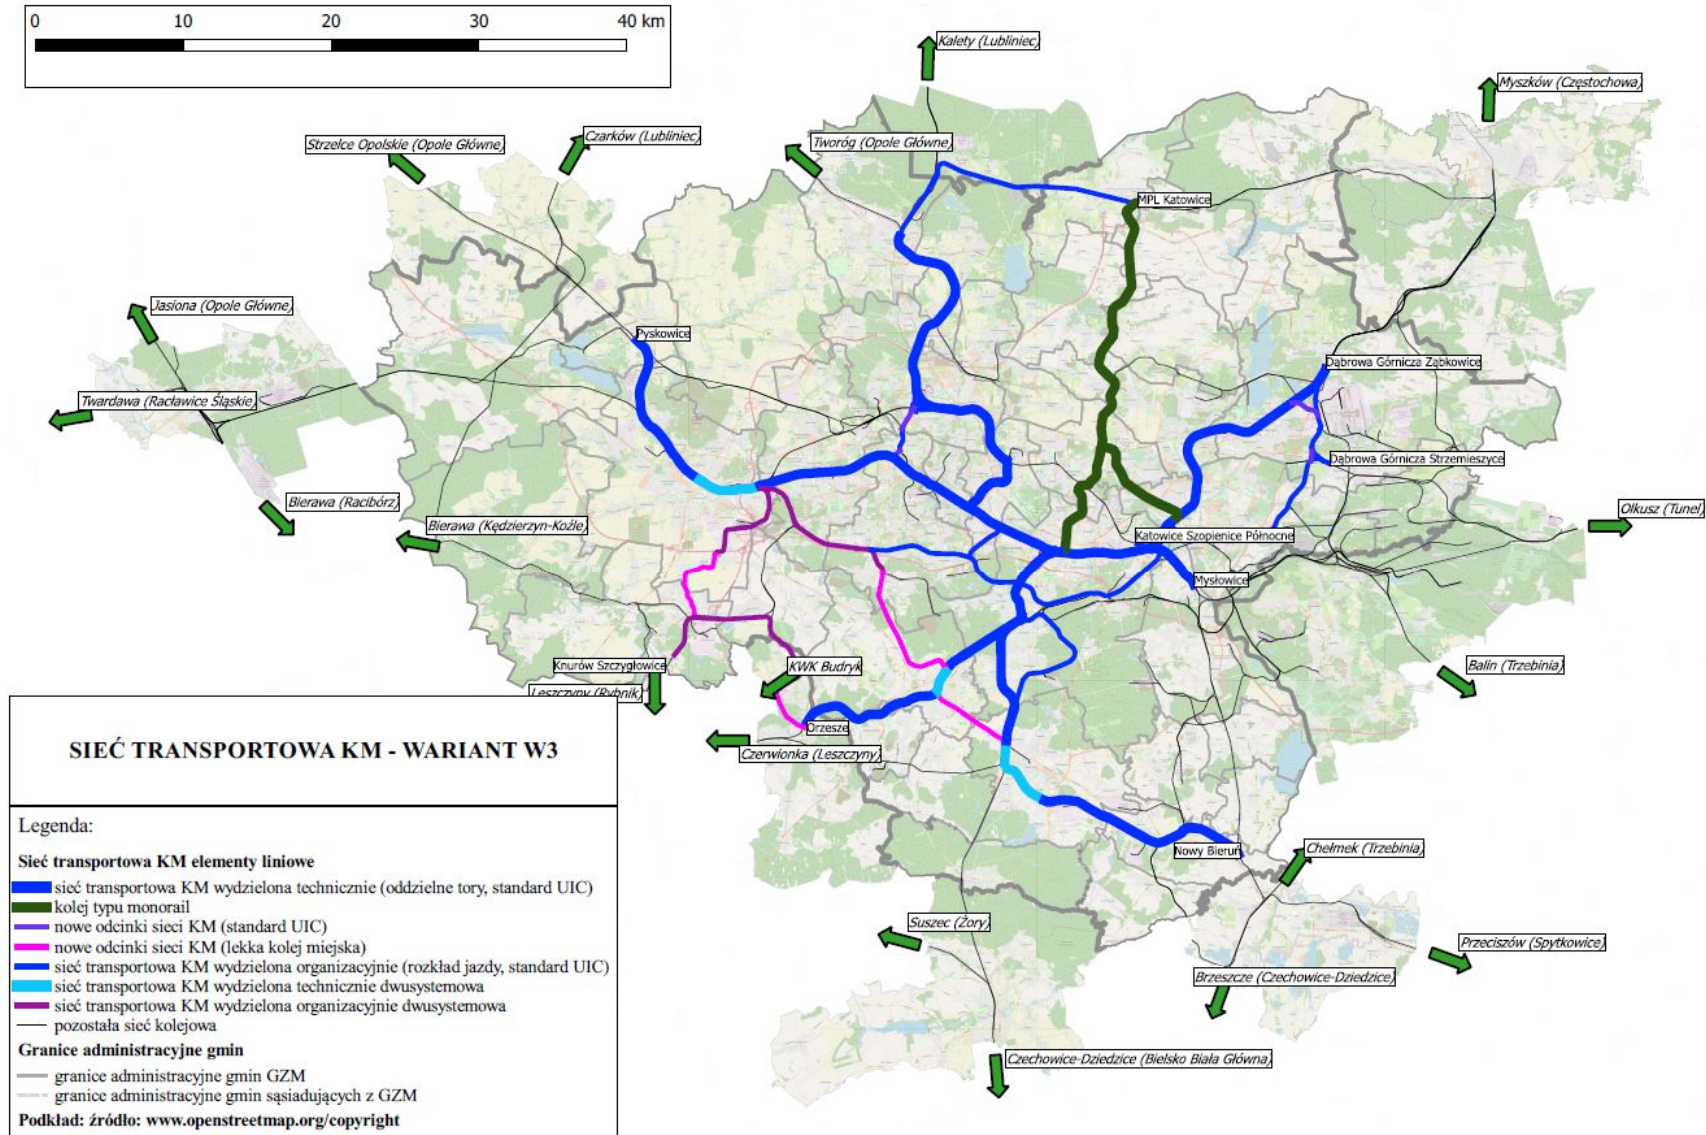 0 10 20 30 40 km
Kalety (Lubliniec)
Myszków (Częstochowa)
Czarków (Lubliniec)
Strzelce Opolskie (Opole Główne)
Tworóg (Opole Główne)
MPL Katowice
Jasiona (Opole Główne)
Pyskowice
Dąbrowa Górnicza Ząbkowice
Twardawa (Racławice Śląskie)
Dąbrowa Górnicza Strzemieszyce
Bierawa (Racibórz)
Olkusz (Tunel)
Bierawa (Kędzierzyn-Koźle)
Katowice Szopienice Północne
Mysłowice
Knurów Szczygłowice
KWK Budryk
Balin (Trzebinia)
Leszczyny (Rybnik)
Orzesze
Czerwionka (Leszczyny)
Nowy Bieruń
Chełmek (Trzebinia)
Suszec (Żory)
Przeciszów (Spytkowice)
Brzeszcze (Czechowice-Dziedzice)
Czechowice-Dziedzice (Bielsko Biała Główna)
SIEĆ TRANSPORTOWA KM - WARIANT W3
Legenda:
Sieć transportowa KM elementy liniowe
sieć transportowa KM wydzielona technicznie (oddzielne tory, standard UIC)
kolej typu monorail
nowe odcinki sieci KM (standard UIC)
nowe odcinki sieci KM (lekka kolej miejska)
sieć transportowa KM wydzielona organizacyjnie (rozkład jazdy, standard UIC)
sieć transportowa KM wydzielona technicznie dwusystemowa
sieć transportowa KM wydzielona organizacyjnie dwusystemowa
pozostała sieć kolejowa
Granice administracyjne gmin
granice administracyjne gmin GZM
granice administracyjne gmin sąsiadujących z GZM
Podkład: źródło: www.openstreetmap.org/copyright